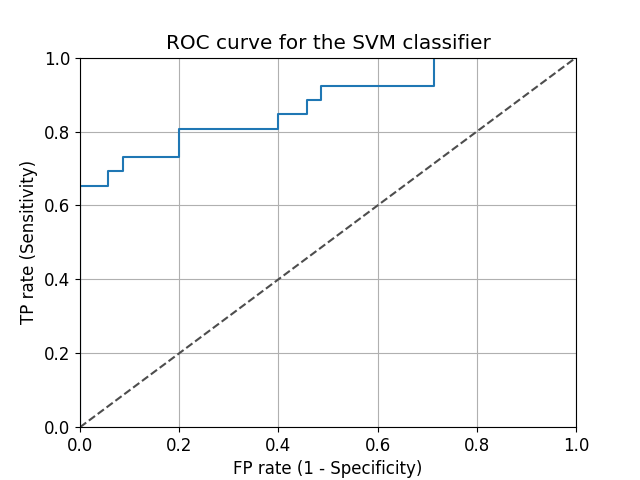 ROC curve for the SVM classifier
1.0
0.8
0.6
0.4
0.2
0.0
TP rate (Sensitivity)
0.0 0.2 0.4 0.6 0.8 1.0
FP rate (1 - Specificity)